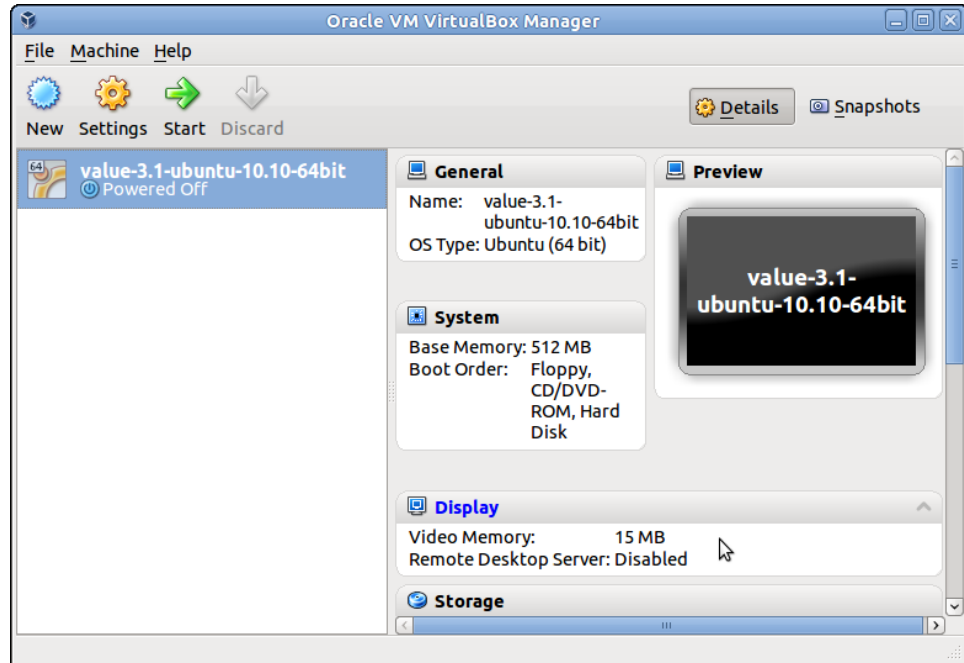 Oracle VM VirtualBox Manager
File Machine Help
New Settings Start Discard
Details Snapshots
64
value-3.1-ubuntu-10.10-64bit
Powered Off
General
Name: value-3.1-
ubuntu-10.10-64bit
OS Type: Ubuntu (64 bit)
Preview
value-3.1-
ubuntu-10.10-64bit
System
Base Memory: 512 MB
Boot Order: Floppy,
CD/DVD-
ROM, Hard
Disk
Display
Video Memory: 15 MB
Remote Desktop Server: Disabled
Storage